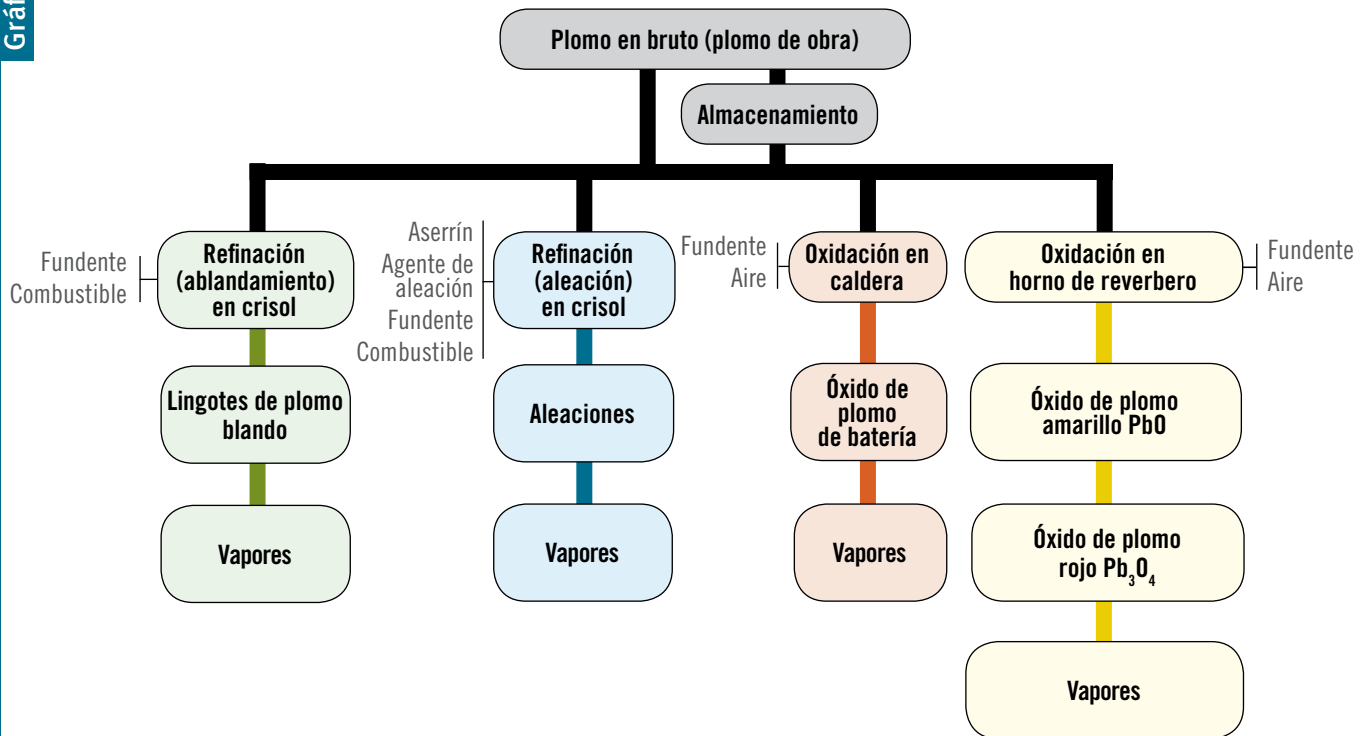 Gráf
Plomo en bruto (plomo de obra)
Almacenamiento
Fundente
Combustible
Refinación
(ablandamiento)
en crisol
Aserrín
Agente de
aleación
Fundente
Combustible
Refinación
(aleación)
en crisol
Fundente
Aire
Oxidación en
caldera
Oxidación en
horno de reverbero
Fundente
Aire
Lingotes de plomo
blando
Aleaciones
Óxido de
plomo
de batería
Óxido de plomo
amarillo PbO
Vapores
Vapores
Vapores
Óxido de plomo
rojo Pb₃O₄
Vapores